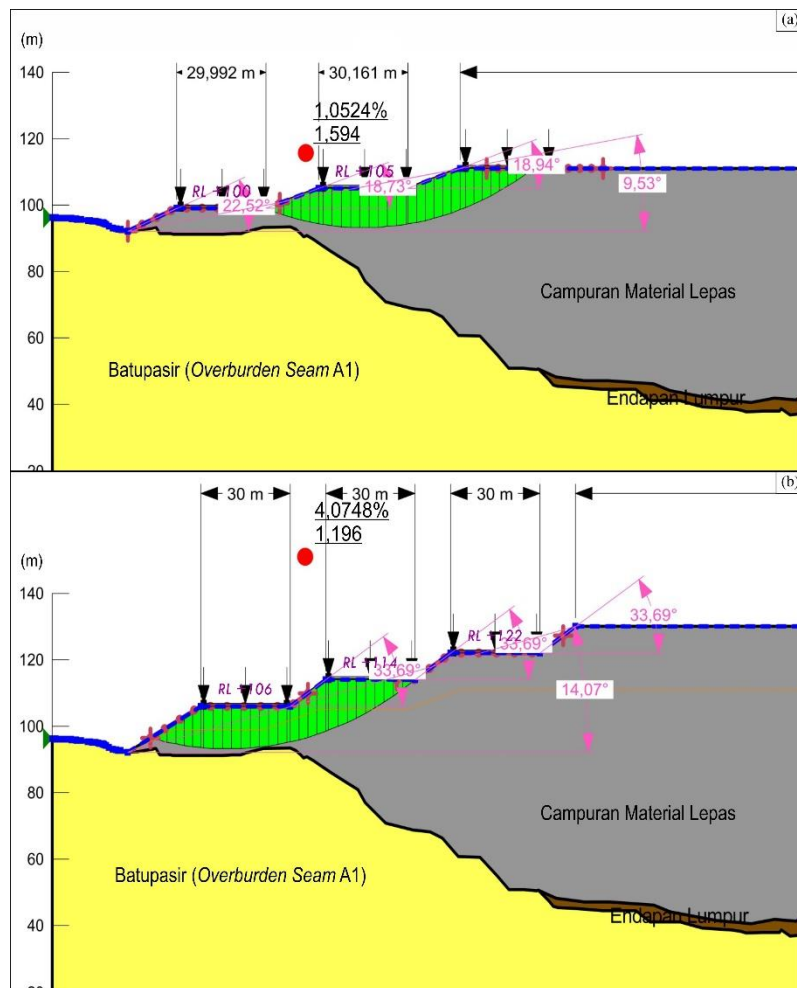 (a)
(m)
140
29,992 m
30,161 m
120
1,0524%
1,594
100
RL +100
22,52°
RL +105
18,73°
18,94°
9,53°
80
Campuran Material Lepas
60
Batupasir (Overburden Seam A1)
40
Endapan Lumpur
20
(b)
(m)
30 m
30 m
30 m
4,0748%
1,196
140
33,69°
120
RL +122
33,69°
RL +114
33,69°
RL +106
14,07°
100
80
Campuran Material Lepas
60
Batupasir (Overburden Seam A1)
40
Endapan Lumpur
20